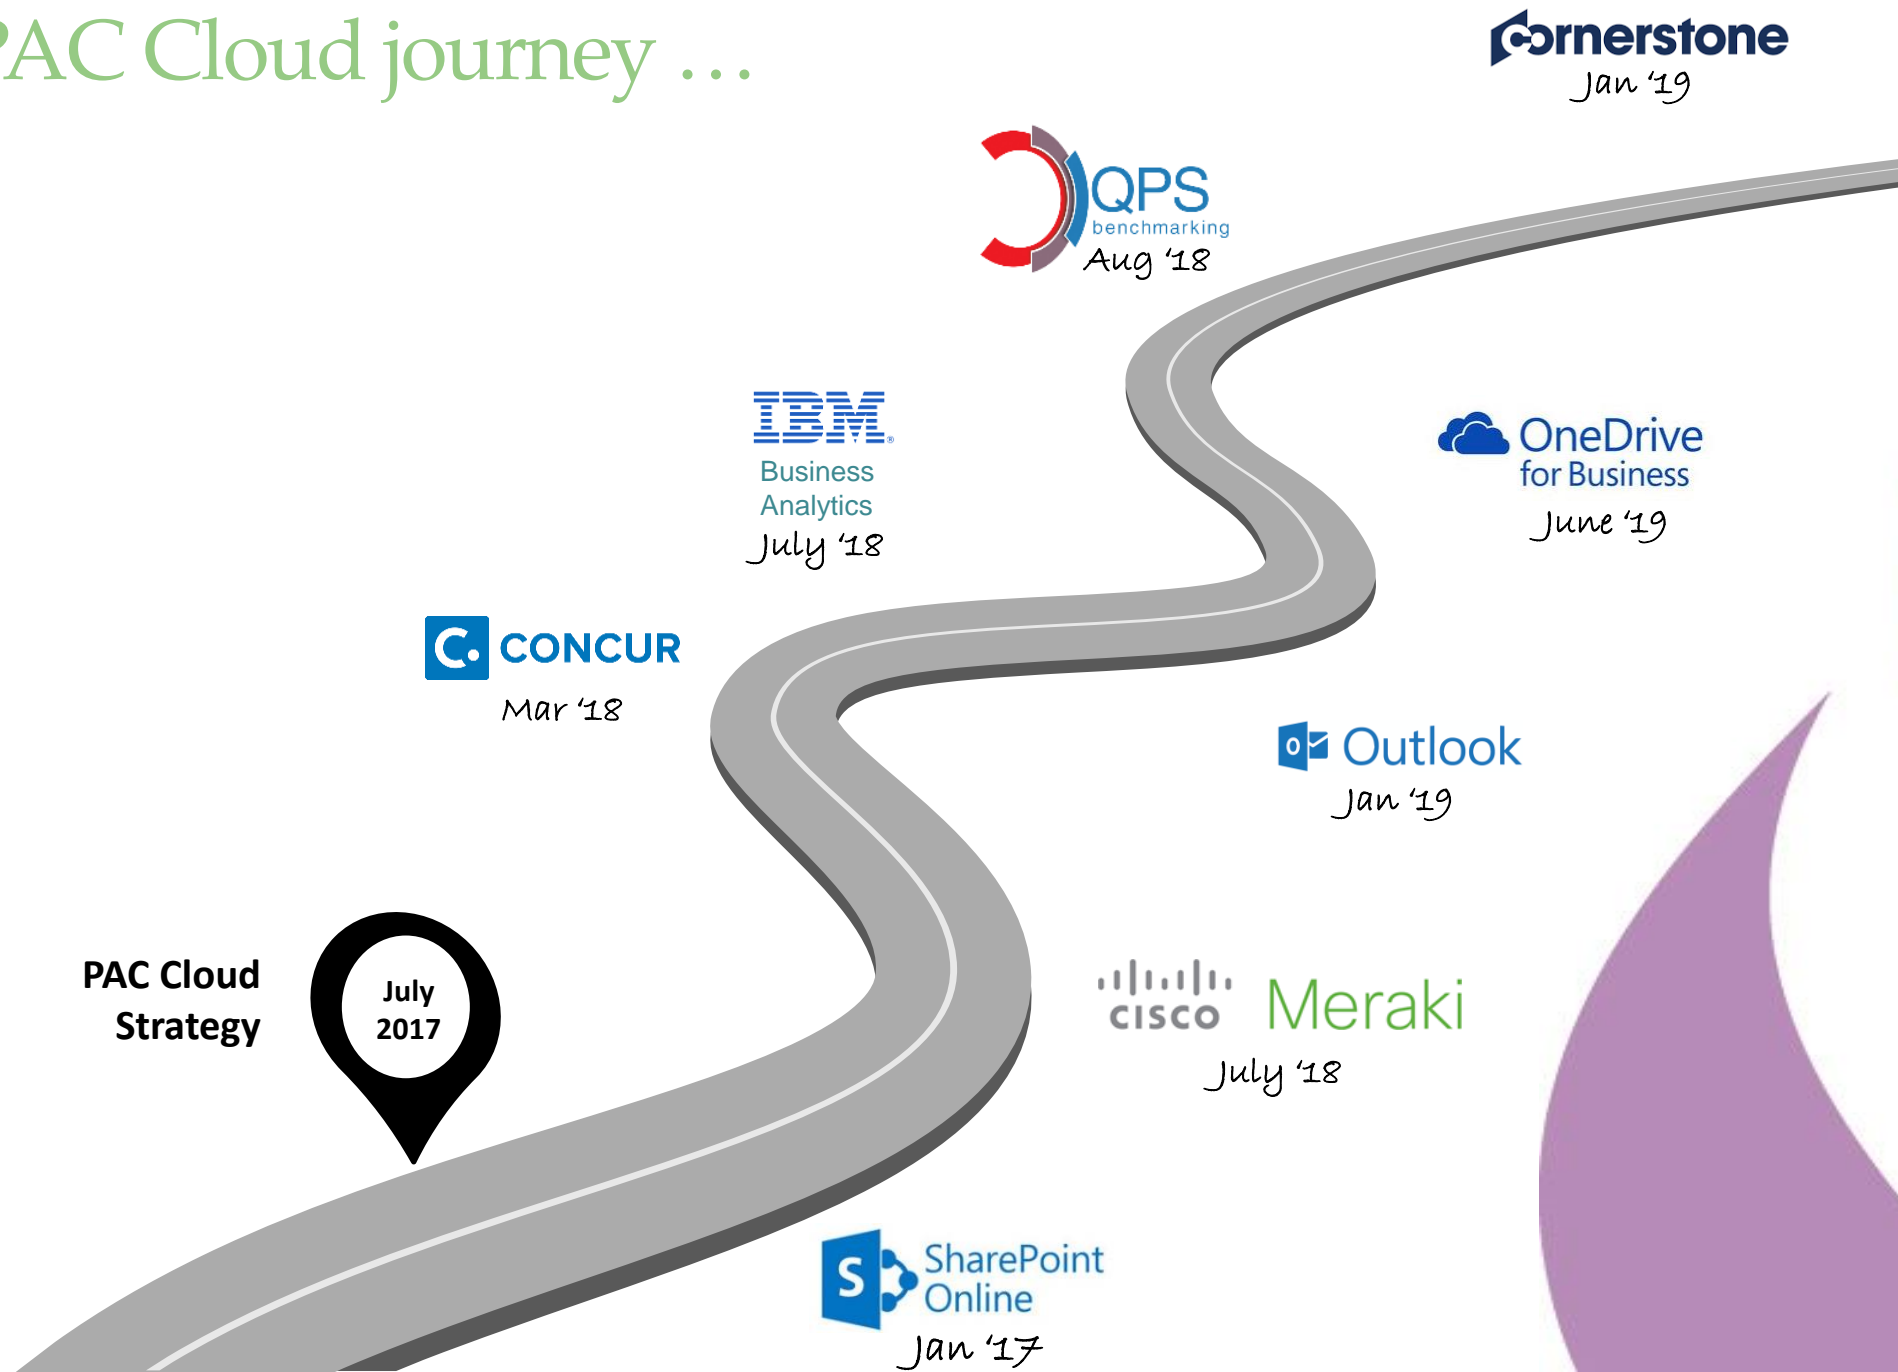 PAC Cloud journey …
Cornerstone
Jan ‘19
QPS
benchmarking
Aug ‘18
IBM®
Business
Analytics
July ‘18
OneDrive
for Business
June ‘19
C. CONCUR
Mar ‘18
Outlook
Jan ‘19
PAC Cloud
Strategy
July
2017
cisco Meraki
July ‘18
SharePoint
Online
Jan ‘17